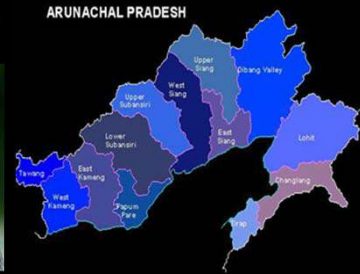 ARUNACHAL PRADESH
Upper
Siang
Dibang Valley
West
Siang
Upper
Subansiri
Lower
Subansiri
East
Siang
Lohit
Tawang
East
Kameng
Changlang
West
Kameng
Papum
Pare
Tirap